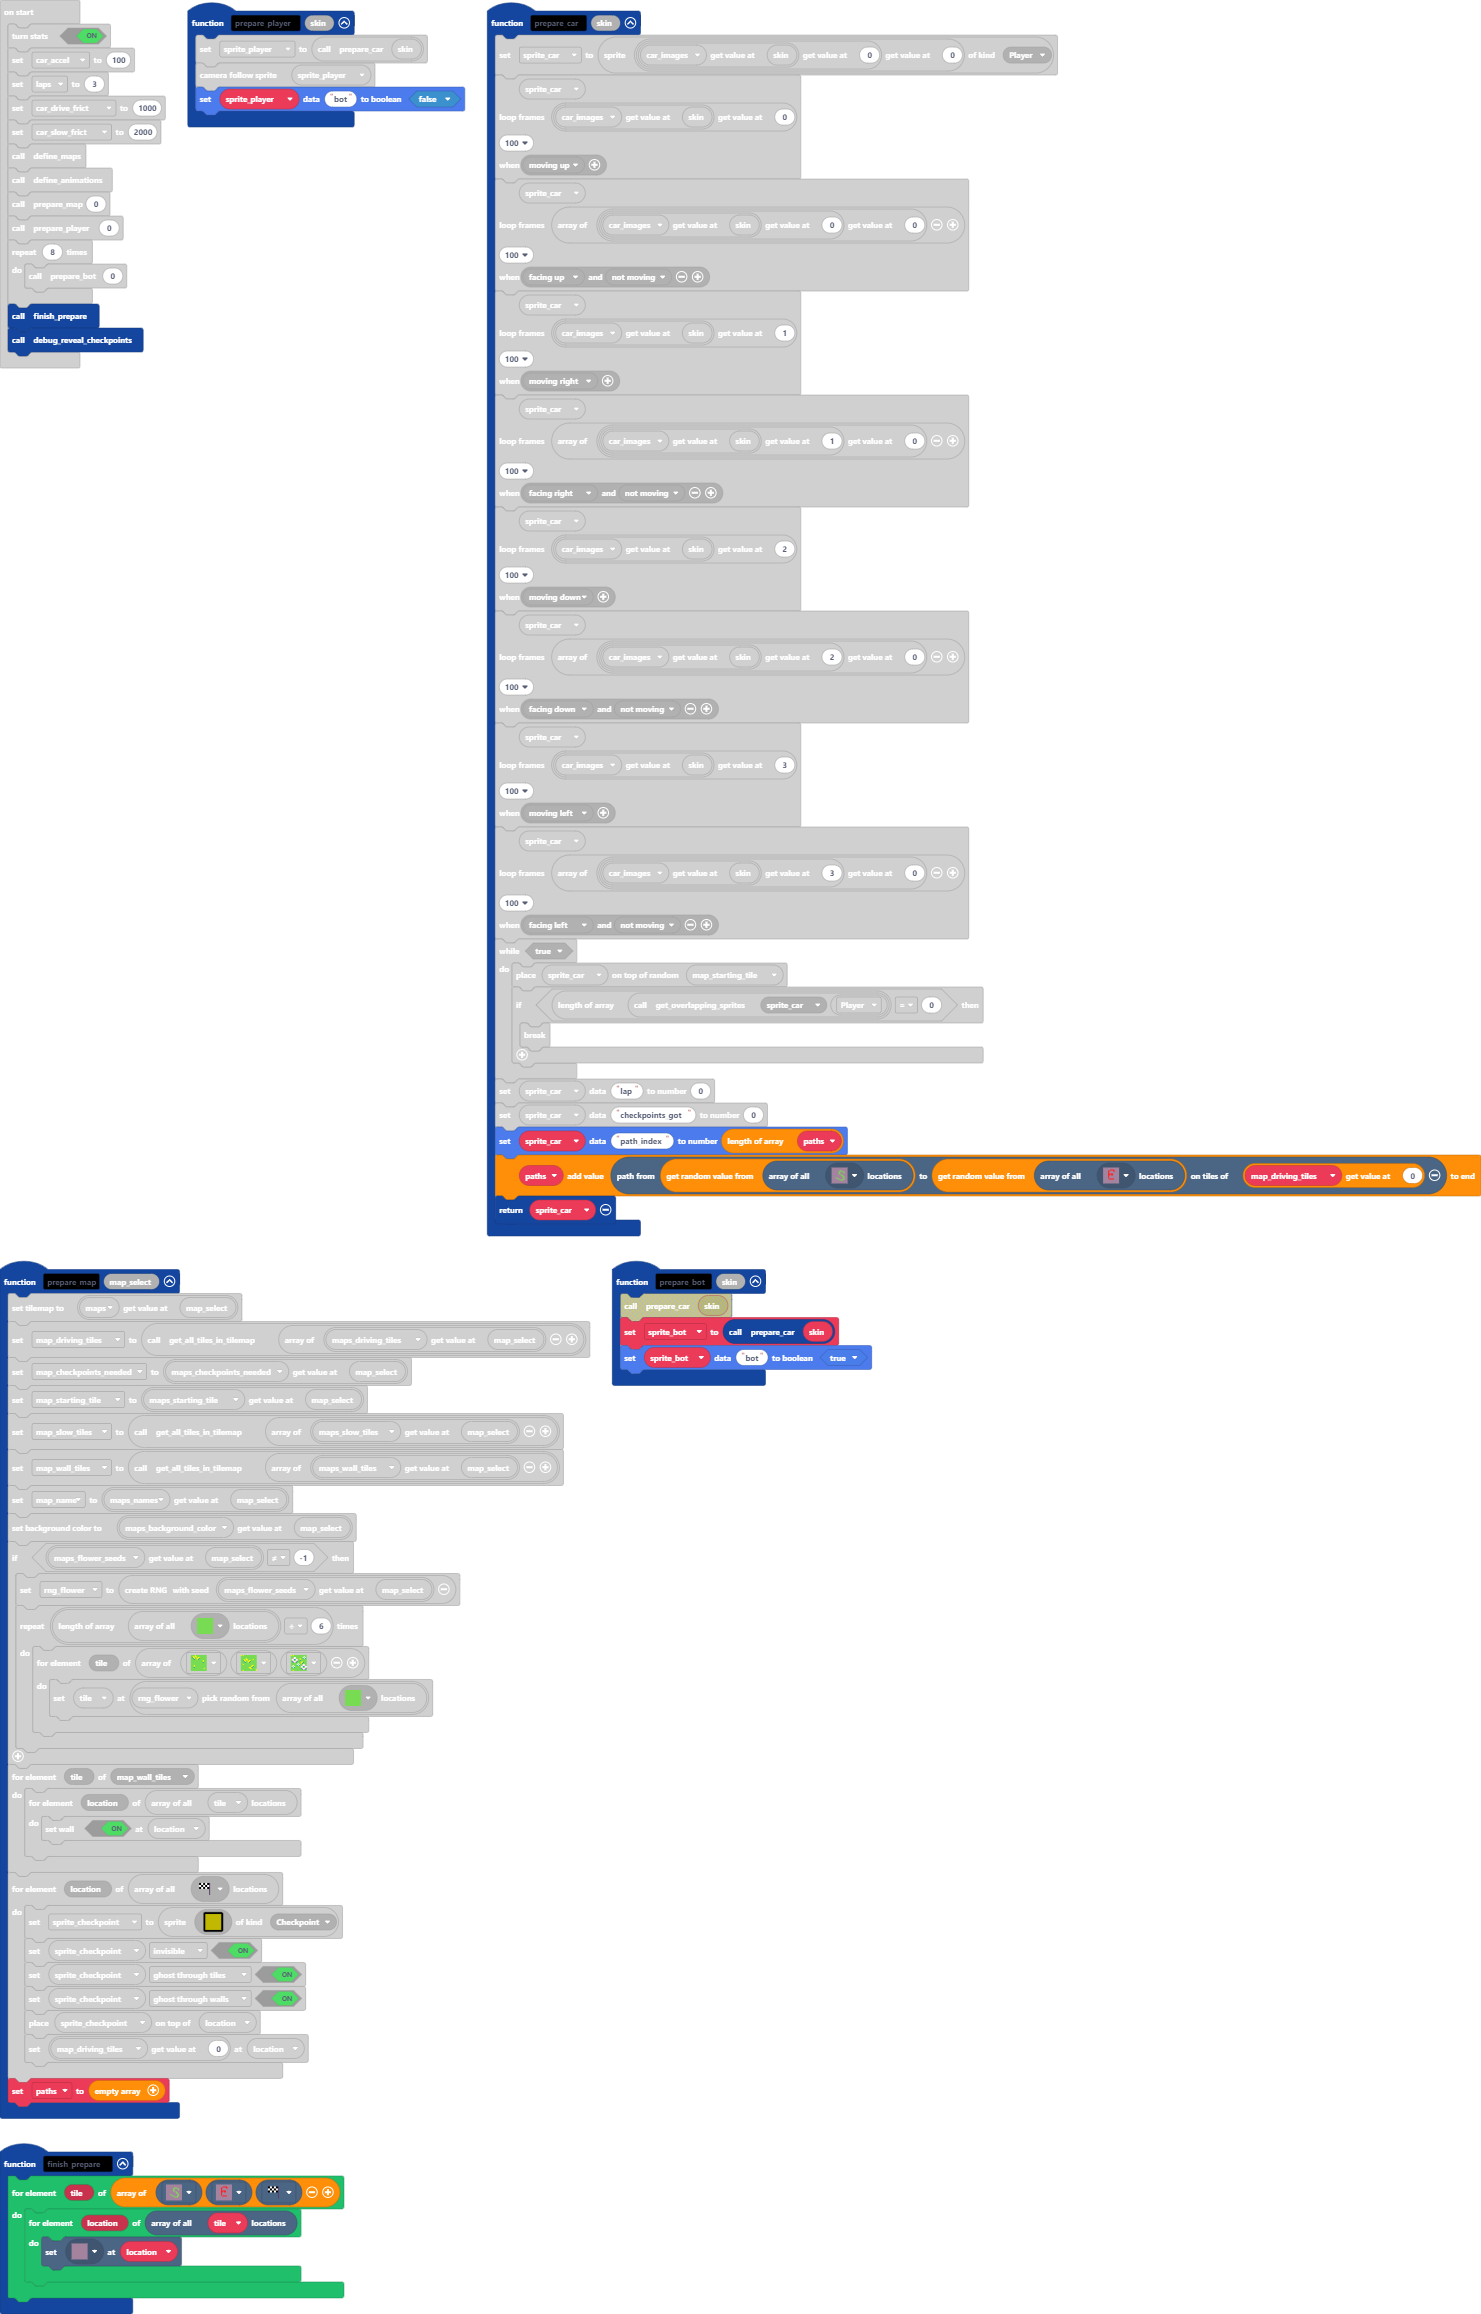 on start
turn stats ON
set car_accel to 100
set laps to 3
set car_drive_frict to 1000
set car_slow_frict to 2000
call define_maps
call define_animations
call prepare_map 0
call prepare_player 0
repeat 8 times
do call prepare_bot 0
call finish_prepare
call debug_reveal_checkpoints
function prepare_player skin
set sprite_player to call prepare_car skin
camera follow sprite sprite_player
set sprite_player data "bot" to boolean false
function prepare_car skin
set sprite_car to sprite car_images get value at skin get value at 0 get value at 0 of kind Player
sprite_car
loop frames car_images get value at skin get value at 0
100
when moving up
sprite_car
loop frames array of car_images get value at skin get value at 0 get value at 0
100
when facing up and not moving
sprite_car
loop frames car_images get value at skin get value at 1
100
when moving right
sprite_car
loop frames array of car_images get value at skin get value at 1 get value at 0
100
when facing right and not moving
sprite_car
loop frames car_images get value at skin get value at 2
100
when moving down
sprite_car
loop frames array of car_images get value at skin get value at 2 get value at 0
100
when facing down and not moving
sprite_car
loop frames car_images get value at skin get value at 3
100
when moving left
sprite_car
loop frames array of car_images get value at skin get value at 3 get value at 0
100
when facing left and not moving
while true
do place sprite_car on top of random map_starting_tile
if length of array call get_overlapping_sprites sprite_car Player = 0 then
break
set sprite_car data "lap" to number 0
set sprite_car data "checkpoints_got" to number 0
set sprite_car data "path_index" to number length of array paths
paths add value path from get random value from array of all S locations to get random value from array of all E locations on tiles of map_driving_tiles get value at 0 to end
return sprite_car
function prepare_map map_select
set tilemap to maps get value at map_select
set map_driving_tiles to call get_all_tiles_in_tilemap array of maps_driving_tiles get value at map_select
set map_checkpoints_needed to maps_checkpoints_needed get value at map_select
set map_starting_tile to maps_starting_tile get value at map_select
set map_slow_tiles to call get_all_tiles_in_tilemap array of maps_slow_tiles get value at map_select
set map_wall_tiles to call get_all_tiles_in_tilemap array of maps_wall_tiles get value at map_select
set map_name to maps_names get value at map_select
set background color to maps_background_color get value at map_select
if maps_flower_seeds get value at map_select ≠ -1 then
set rng_flower to create RNG with seed maps_flower_seeds get value at map_select
repeat length of array array of all locations ÷ 6 times
do for element tile of array of
do set tile at rng_flower pick random from array of all locations
for element tile of map_wall_tiles
do for element location of array of all tile locations
do set wall ON at location
for element location of array of all locations
do set sprite_checkpoint to sprite of kind Checkpoint
set sprite_checkpoint invisible ON
set sprite_checkpoint ghost through tiles ON
set sprite_checkpoint ghost through walls ON
place sprite_checkpoint on top of location
set map_driving_tiles get value at 0 at location
set paths to empty array
function prepare_bot skin
call prepare_car skin
set sprite_bot to call prepare_car skin
set sprite_bot data "bot" to boolean true
function finish_prepare
for element tile of array of S E
do for element location of array of all tile locations
do set at location